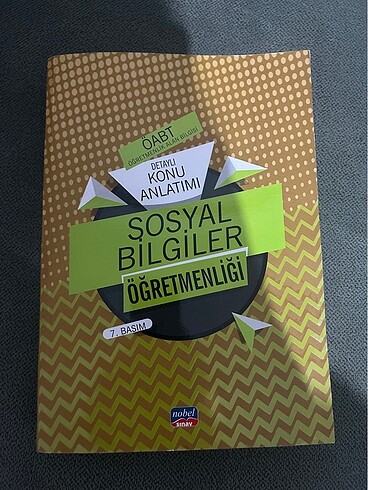 ÖABT
ÖĞRETMENLİK ALAN BİLGİSİ
DETAYLI
KONU
ANLATIMI
SOSYAL
BİLGİLER
ÖĞRETMENLİĞİ
7. BASIM
nobel
sınav